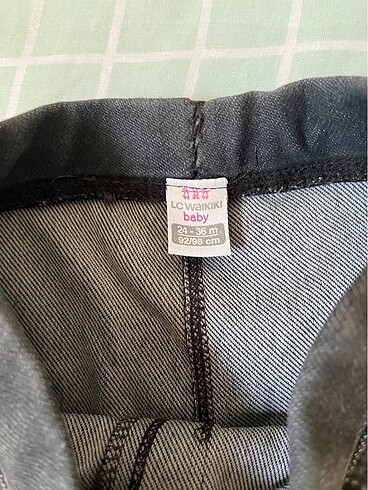 LC WAIKIKI
baby
24 - 36 m
92/98 cm